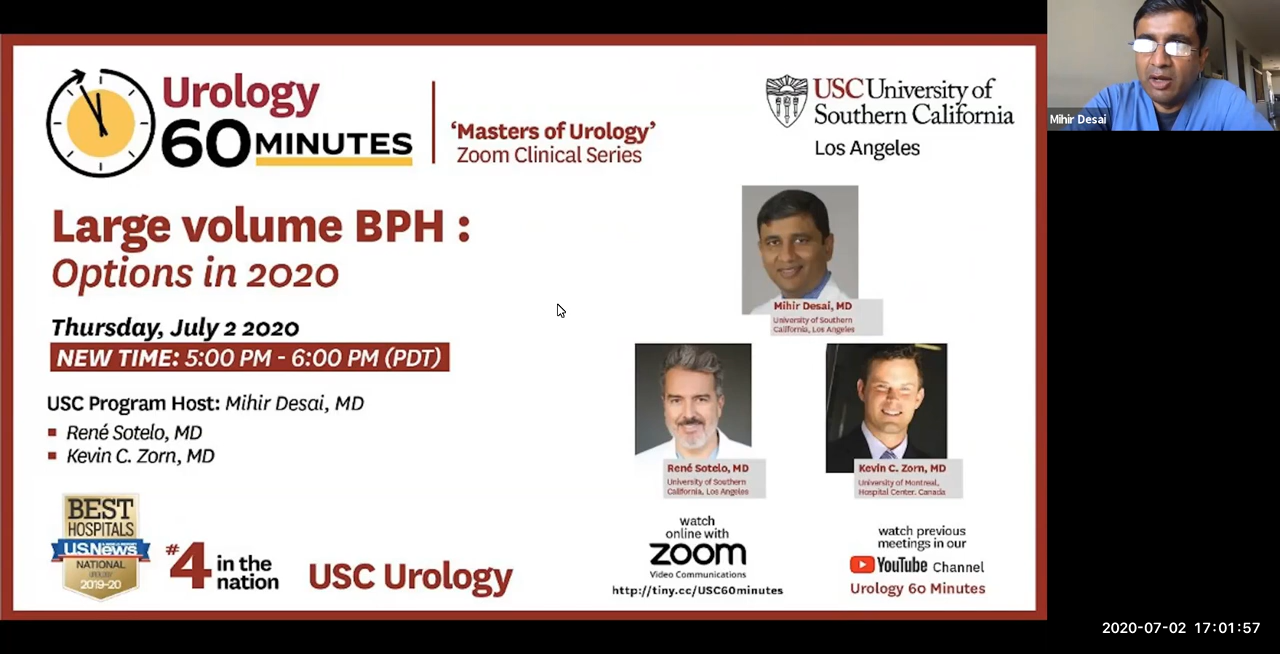 Urology
60 MINUTES
'Masters of Urology'
Zoom Clinical Series
USC University of
Southern California
Los Angeles
Mihir Desai
Large volume BPH :
Options in 2020
Thursday, July 2 2020
NEW TIME: 5:00 PM - 6:00 PM (PDT)
USC Program Host: Mihir Desai, MD
René Sotelo, MD
Kevin C. Zorn, MD
Mihir Desai, MD
University of Southern
California, Los Angeles
René Sotelo, MD
University of Southern
California, Los Angeles
Kevin C. Zorn, MD
University of Montreal,
Hospital Center. Canada
BEST
HOSPITALS
U.S.News
NATIONAL
UROLOGY
2019-20
#4 in the
nation
USC Urology
watch
online with
zoom
Video Communications
http://tiny.cc/USC60minutes
watch previous
meetings in our
YouTube Channel
Urology 60 Minutes
2020-07-02 17:01:57